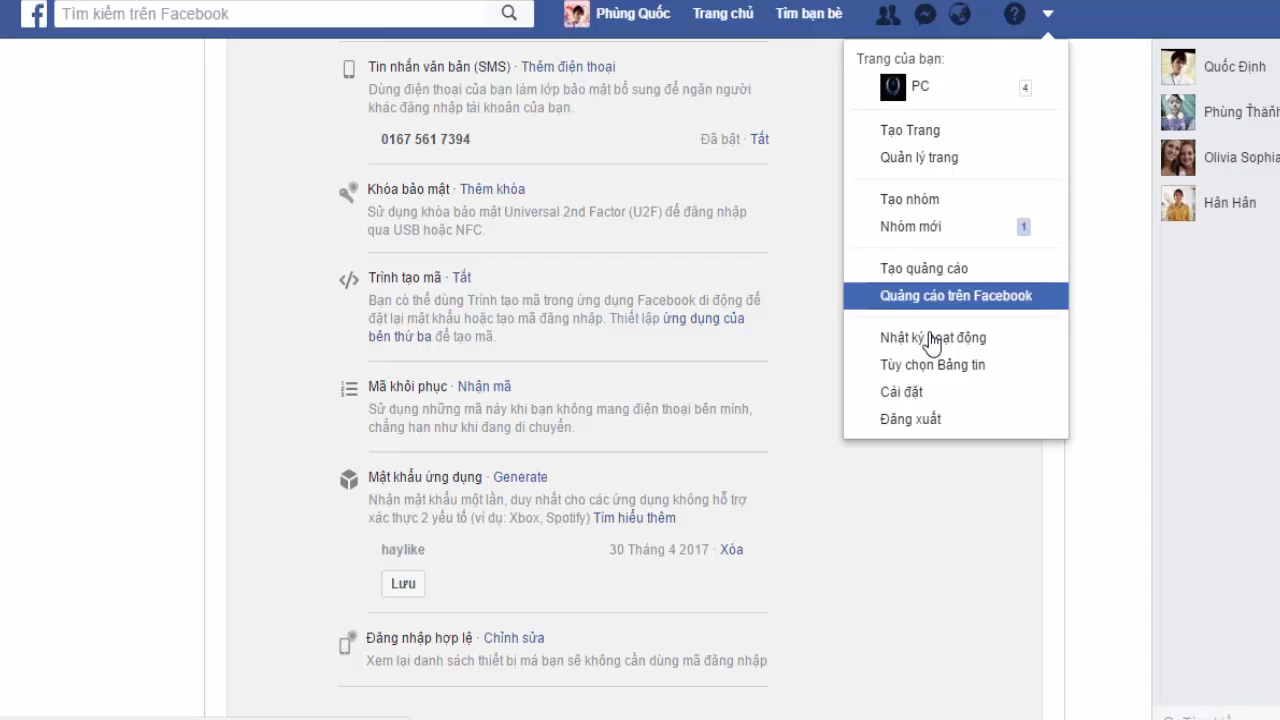 Tìm kiếm trên Facebook
Phùng Quốc
Trang chủ
Tìm bạn bè
Tin nhắn văn bản (SMS) · Thêm điện thoại
Dùng điện thoại của bạn làm lớp bảo mật bổ sung để ngăn người
khác đăng nhập tài khoản của bạn.
0167 561 7394
Đã bật · Tắt
Khóa bảo mật · Thêm khóa
Sử dụng khóa bảo mật Universal 2nd Factor (U2F) để đăng nhập
qua USB hoặc NFC.
Trình tạo mã · Tắt
Bạn có thể dùng Trình tạo mã trong ứng dụng Facebook di động để
đặt lại mật khẩu hoặc tạo mã đăng nhập. Thiết lập ứng dụng của
bên thứ ba để tạo mã.
Mã khôi phục · Nhận mã
Sử dụng những mã này khi bạn không mang điện thoại bên mình,
chẳng hạn như khi đang di chuyển.
Mật khẩu ứng dụng · Generate
Nhận mật khẩu một lần, duy nhất cho các ứng dụng không hỗ trợ
xác thực 2 yếu tố (ví dụ: Xbox, Spotify) Tìm hiểu thêm
haylike
30 Tháng 4 2017 · Xóa
Lưu
Đăng nhập hợp lệ · Chỉnh sửa
Xem lại danh sách thiết bị mà bạn sẽ không cần dùng mã đăng nhập
Trang của bạn:
PC
4
Tạo Trang
Quản lý trang
Tạo nhóm
Nhóm mới
1
Tạo quảng cáo
Quảng cáo trên Facebook
Nhật ký hoạt động
Tùy chọn Bảng tin
Cài đặt
Đăng xuất
Quốc Định
Phùng
Olivia Sophia
Hân Hân